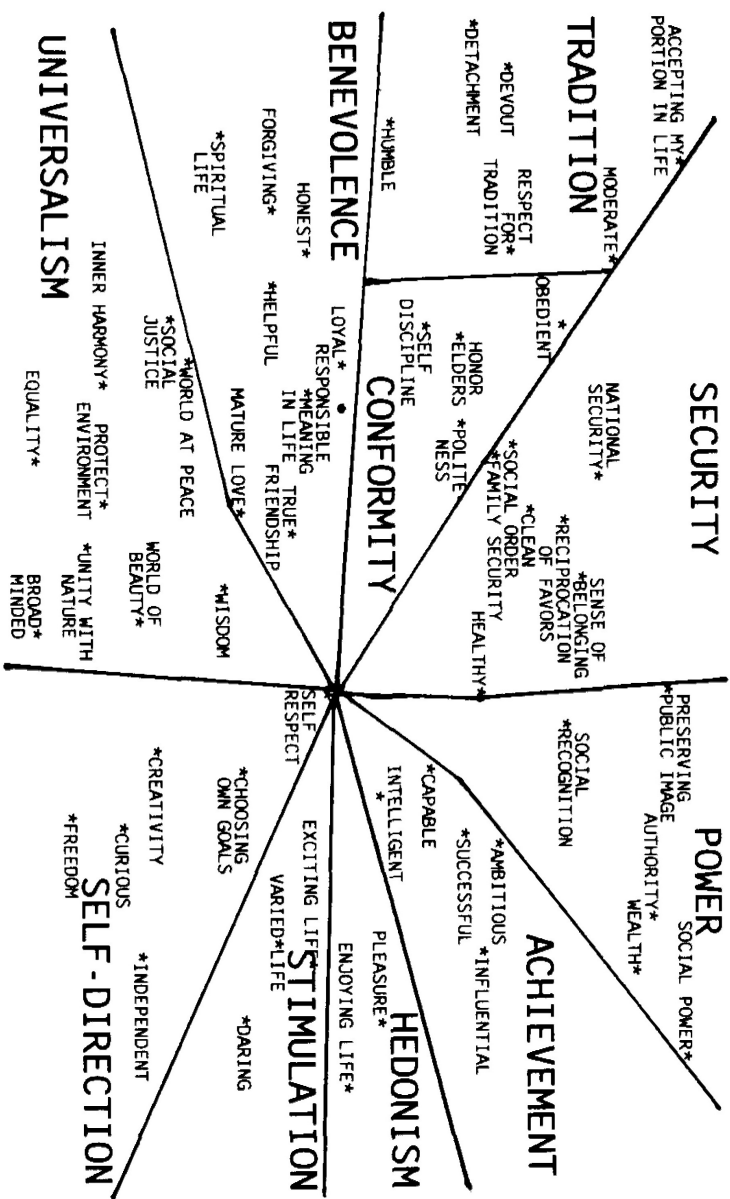 ACCEPTING MY*
PORTION IN LIFE
TRADITION
MODERATE*
*DEVOUT
*DETACHMENT
RESPECT
FOR*
TRADITION
*HUMBLE
BENEVOLENCE
HONEST*
FORGIVING*
*SPIRITUAL
LIFE
UNIVERSALISM
INNER HARMONY*
SECURITY
NATIONAL
SECURITY*
*
OBEDIENT
HONOR
*ELDERS
*SELF
DISCIPLINE
*POLITE
NESS
CONFORMITY
*SOCIAL ORDER
*FAMILY SECURITY
*CLEAN
SENSE OF
*BELONGING
*RECIPROCATION
OF FAVORS
HEALTHY*
LOYAL*
RESPONSIBLE
*HELPFUL
*MEANING
IN LIFE
TRUE*
FRIENDSHIP
MATURE LOVE*
*WORLD AT PEACE
*SOCIAL
JUSTICE
EQUALITY*
PROTECT*
ENVIRONMENT
*WISDOM
WORLD OF
BEAUTY*
*UNITY WITH
NATURE
BROAD*
MINDED
PRESERVING
*PUBLIC IMAGE
SOCIAL
*RECOGNITION
POWER
AUTHORITY*
WEALTH*
SOCIAL POWER*
*CAPABLE
INTELLIGENT
*
*AMBITIOUS
*SUCCESSFUL
*INFLUENTIAL
ACHIEVEMENT
PLEASURE*
HEDONISM
ENJOYING LIFE*
SELF
RESPECT
EXCITING LIFE*
VARIED*LIFE
STIMULATION
*DARING
*CHOOSING
OWN GOALS
*CREATIVITY
*CURIOUS
*FREEDOM
*INDEPENDENT
SELF-DIRECTION